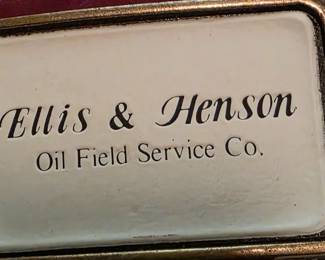 Ellis & Henson
Oil Field Service Co.